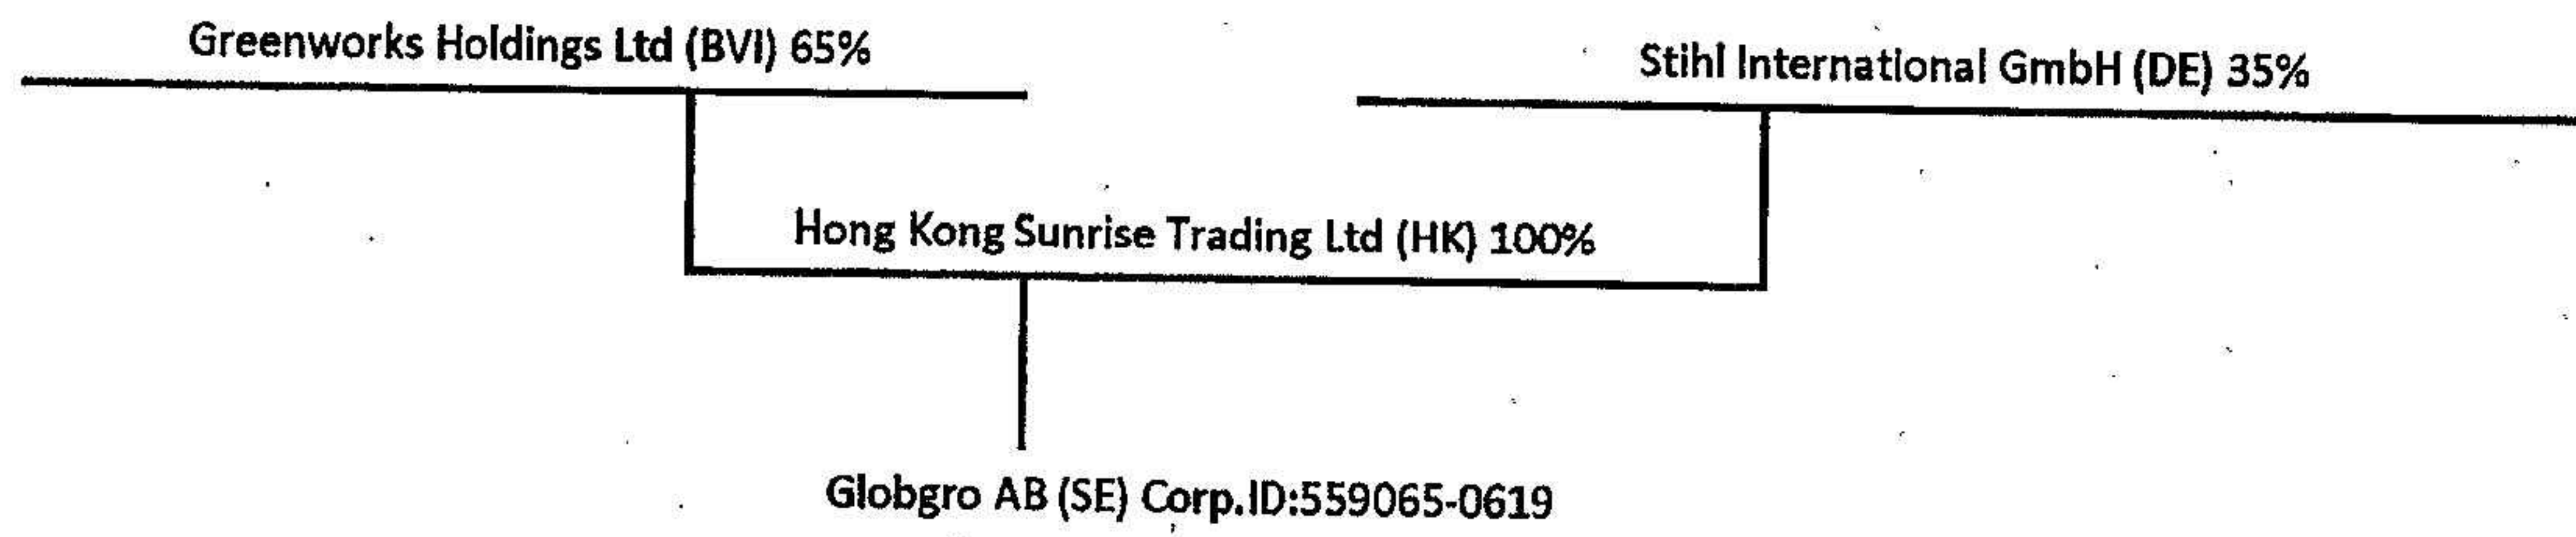 Greenworks Holdings Ltd (BVI) 65%
Stihl International GmbH (DE) 35%
Hong Kong Sunrise Trading Ltd (HK) 100%
Globgro AB (SE) Corp.ID:559065-0619